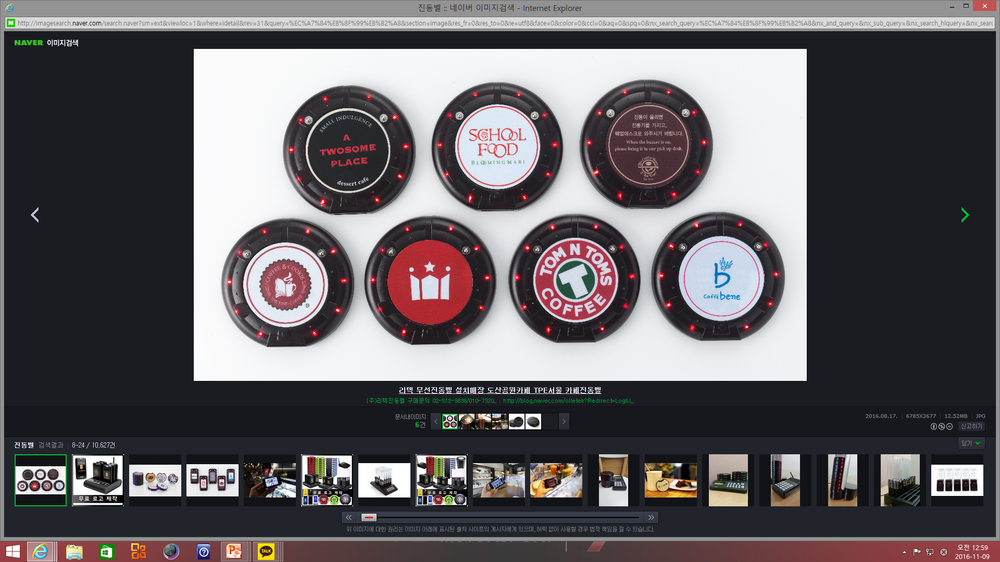 진동벨 :: 네이버 이미지검색 - Internet Explorer
http://imagesearch.naver.com/search.naver?sm=ext&viewloc=1&where=idetail&rev=31&query=%EC%A7%84%EB%8F%99%EB%B2%A8&section=image&res_fr=0&res_to=0&ie=utf8&face=0&color=0&ccl=0&aq=0&spq=0&nx_search_query=%EC%A7%84%EB%8F%99%EB%B2%A8&nx_and_query=&nx_sub_query=&nx_search_hlquery=&nx_sear
NAVER 이미지검색
SMALL INDULGENCE
A
TWOSOME
PLACE
dessert cafe
SCHOOL
FOOD
BLOOMING MARI
진동이 울리면
진동기를 가지고,
픽업데스크로 와주시기 바랍니다.
When the buzzer is on,
please bring it to our pick up desk.
COFFEE & COOKIE
THE KIND COFFEE
®
TOM N TOMS
T
COFFEE
b
caffé bene
리텍 무선진동벨 설치매장 도산공원카페 TPE서울 카페진동벨
(주)리텍진동벨 구매문의 02-512-9838/010-7320... | http://blog.naver.com/olletek?Redirect=Log&l...
문서내이미지
6건
2016.08.17. | 6785X3677 | 12.52MB | JPG
신고하기
진동벨 검색결과 | 8-24 / 10,627건
닫기
무료 로고 제작
무료 로고 제작
무료 로고 제작
위 이미지에 대한 권리는 이미지 아래에 표시된 출처 사이트의 게시자에게 있으며, 허락 없이 사용할 경우 법적 책임을 질 수 있습니다.
TALK
오전 12:59
2016-11-09